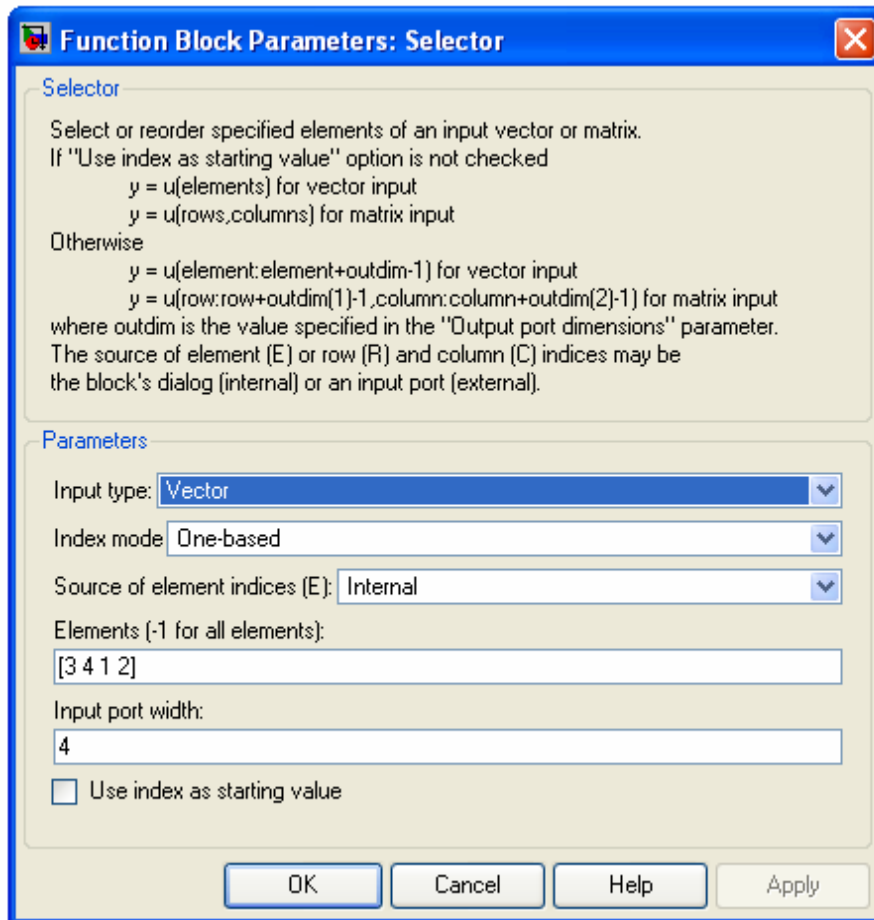 Function Block Parameters: Selector
Selector
Select or reorder specified elements of an input vector or matrix.
If "Use index as starting value" option is not checked
y = u(elements) for vector input
y = u(rows,columns) for matrix input
Otherwise
y = u(element:element+outdim-1) for vector input
y = u(row:row+outdim(1)-1,column:column+outdim(2)-1) for matrix input
where outdim is the value specified in the "Output port dimensions" parameter.
The source of element (E) or row (R) and column (C) indices may be
the block's dialog (internal) or an input port (external).
Parameters
Input type: Vector
Index mode One-based
Source of element indices (E): Internal
Elements (-1 for all elements):
[3 4 1 2]
Input port width:
4
Use index as starting value
OK Cancel Help Apply